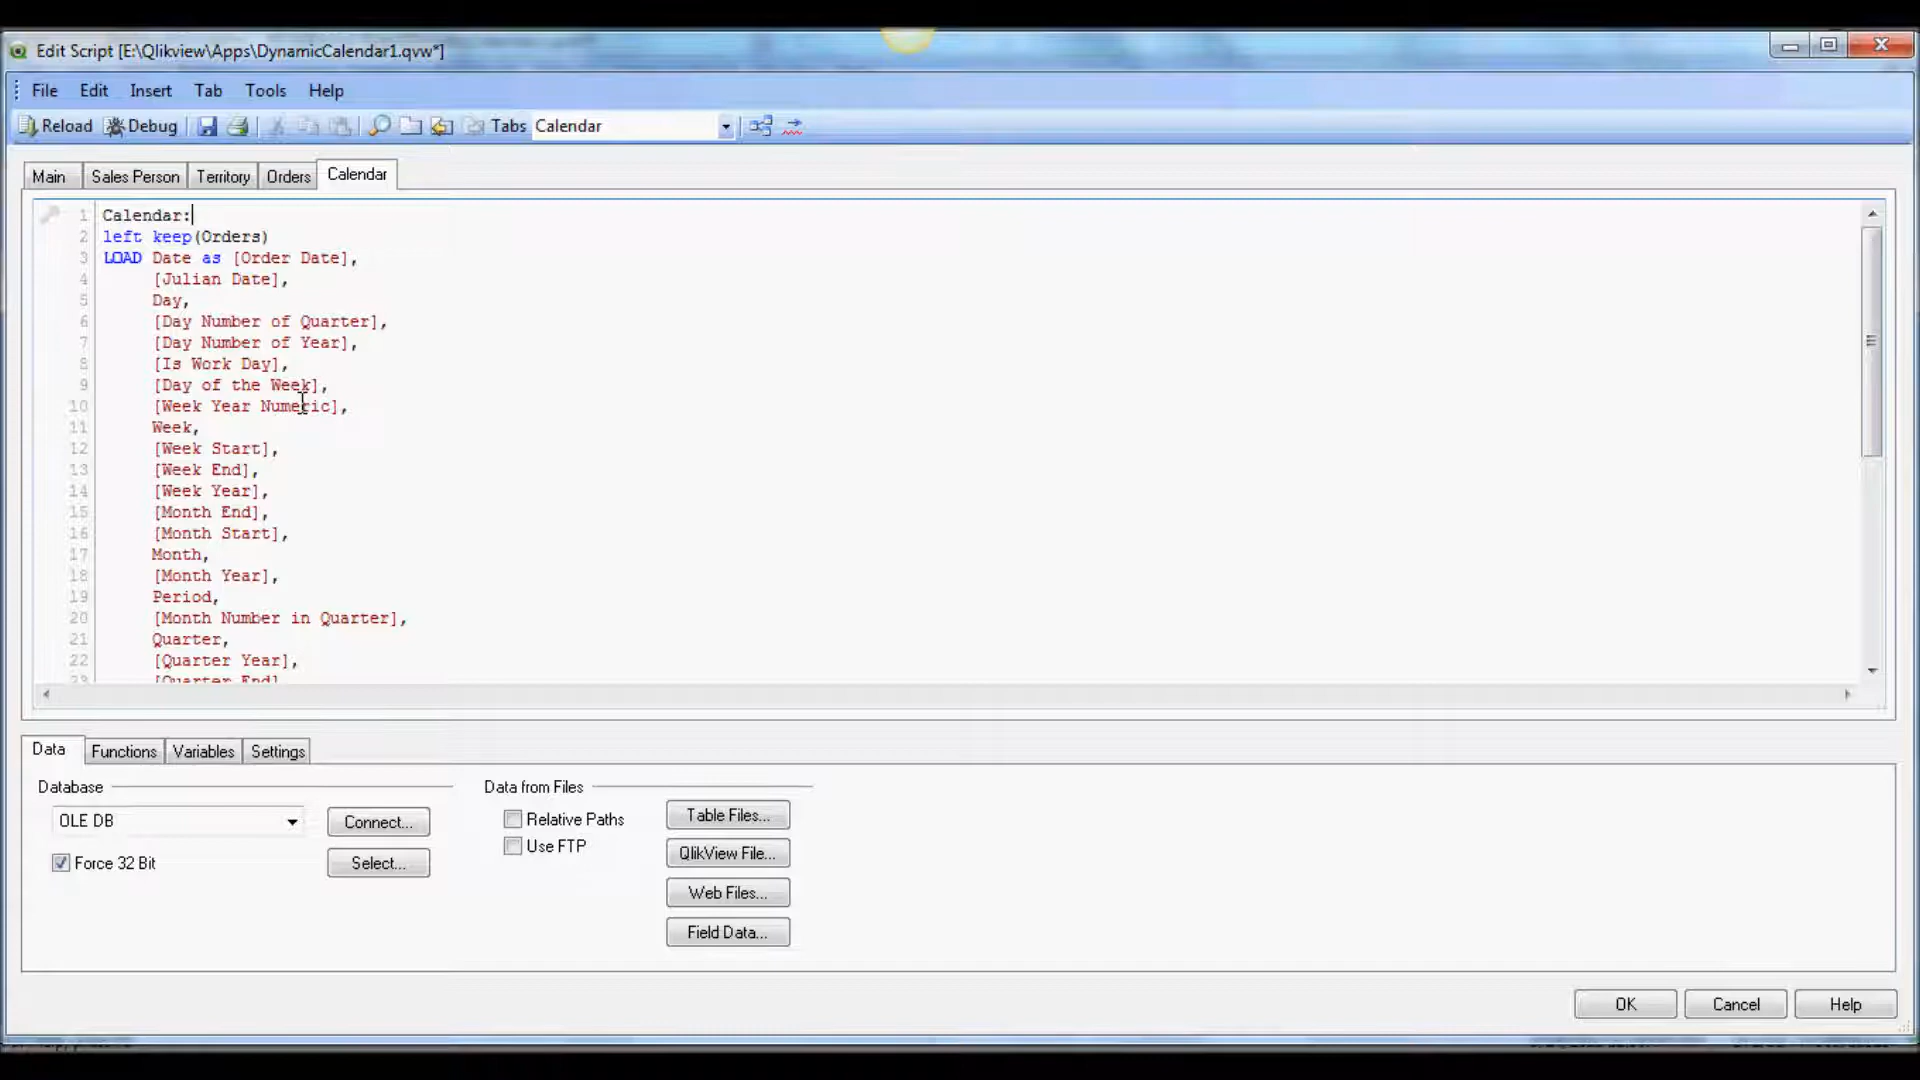 Edit Script [E:\Qlikview\Apps\DynamicCalendar1.qvw*]
File Edit Insert Tab Tools Help
Reload Debug Tabs Calendar
Main Sales Person Territory Orders Calendar
1 Calendar:
2 left keep(Orders)
3 LOAD Date as [Order Date],
4 [Julian Date],
5 Day,
6 [Day Number of Quarter],
7 [Day Number of Year],
8 [Is Work Day],
9 [Day of the Week],
10 [Week Year Numeric],
11 Week,
12 [Week Start],
13 [Week End],
14 [Week Year],
15 [Month End],
16 [Month Start],
17 Month,
18 [Month Year],
19 Period,
20 [Month Number in Quarter],
21 Quarter,
22 [Quarter Year],
23 [Quarter End]
Data Functions Variables Settings
Database
Data from Files
OLE DB
Connect...
Relative Paths
Table Files...
Force 32 Bit
Select...
Use FTP
QlikView File...
Web Files...
Field Data...
OK Cancel Help